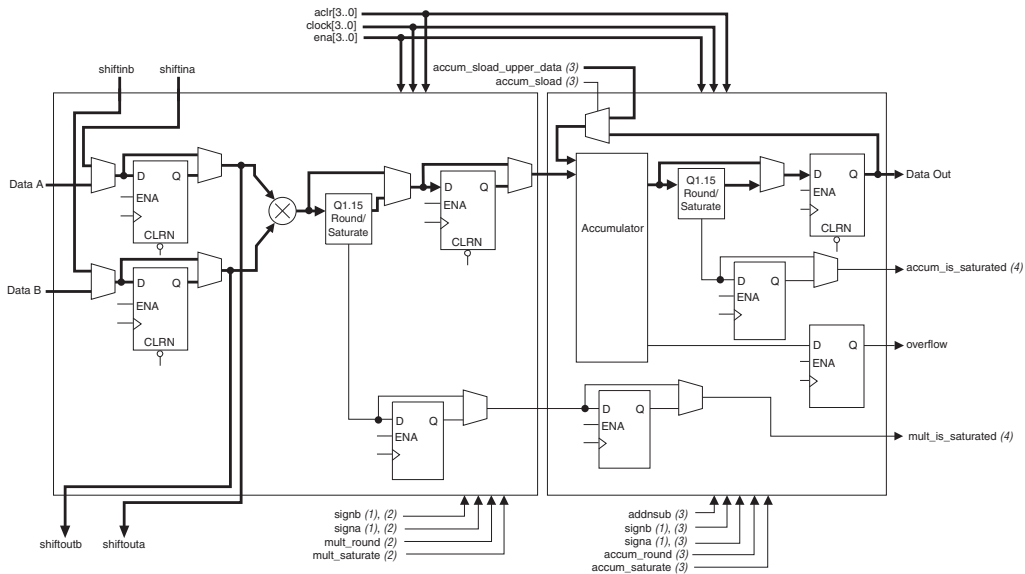 aclr[3..0]
clock[3..0]
ena[3..0]
shiftinb
shiftina
accum_sload_upper_data (3)
accum_sload (3)
Data A
D Q
ENA
CLRN
Q1.15
Round/
Saturate
D Q
ENA
CLRN
Accumulator
Q1.15
Round/
Saturate
D Q
ENA
CLRN
Data Out
Data B
D Q
ENA
CLRN
D Q
ENA
accum_is_saturated (4)
D Q
ENA
overflow
D Q
ENA
D Q
ENA
mult_is_saturated (4)
shiftoutb
shiftouta
signb (1), (2)
signa (1), (2)
mult_round (2)
mult_saturate (2)
addnsub (3)
signb (1), (3)
signa (1), (3)
accum_round (3)
accum_saturate (3)